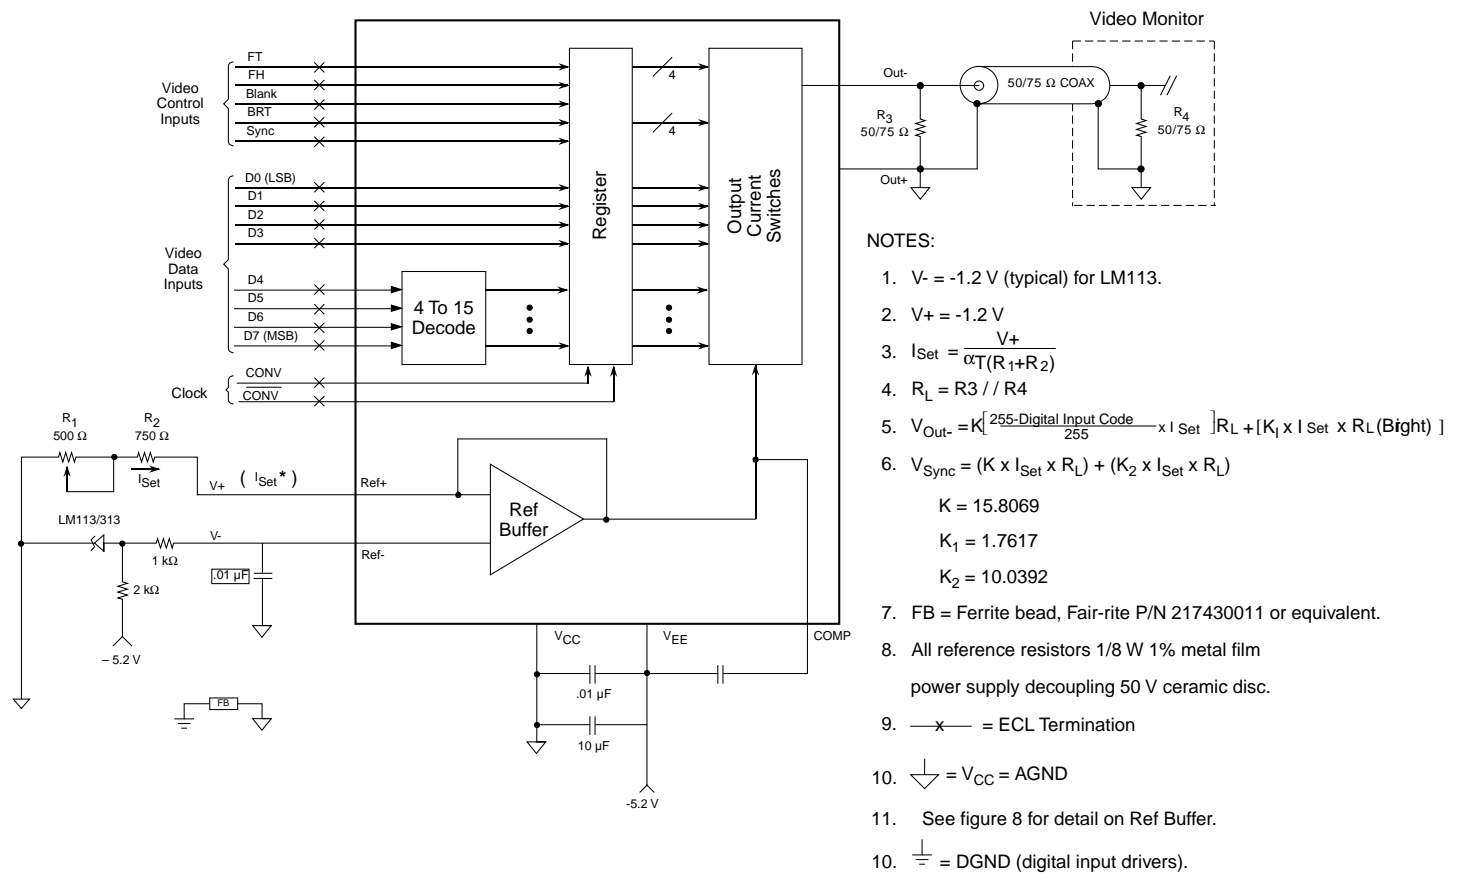 Video Monitor
FT
FH
Blank
BRT
Sync
Video
Control
Inputs
D0 (LSB)
D1
D2
D3
D4
D5
D6
D7 (MSB)
Video
Data
Inputs
4 To 15
Decode
Register
Output
Current
Switches
4
4
Clock
CONV
CONV
Out-
Out+
R3
50/75 Ω
50/75 Ω COAX
R4
50/75 Ω
R1
500 Ω
R2
750 Ω
ISet
V+
( ISet* )
Ref+
LM113/313
V-
1 kΩ
Ref-
.01 µF
2 kΩ
– 5.2 V
Ref
Buffer
FB
VCC
VEE
COMP
.01 µF
10 µF
-5.2 V
NOTES:
1. V- = -1.2 V (typical) for LM113.
2. V+ = -1.2 V
3. ISet = V+
αT(R1+R2)
4. RL = R3 // R4
5. VOut- = K[ 255-Digital Input Code
255 x I Set ]RL + [KI x I Set x RL(Bright) ]
6. VSync = (K x ISet x RL) + (K2 x ISet x RL)
K = 15.8069
K1 = 1.7617
K2 = 10.0392
7. FB = Ferrite bead, Fair-rite P/N 217430011 or equivalent.
8. All reference resistors 1/8 W 1% metal film
power supply decoupling 50 V ceramic disc.
9. x = ECL Termination
10. = VCC = AGND
11. See figure 8 for detail on Ref Buffer.
10. = DGND (digital input drivers).